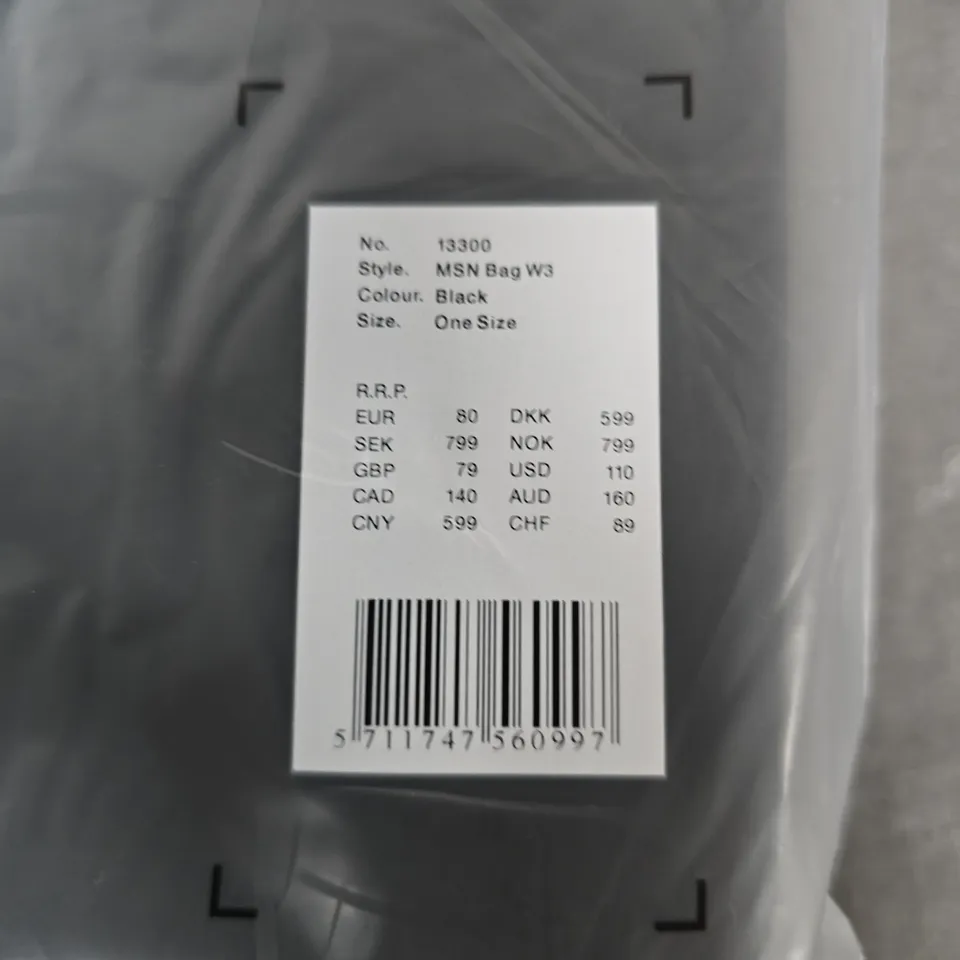 No. 13300
Style. MSN Bag W3
Colour. Black
Size. One Size
R.R.P.
EUR 80 DKK 599
SEK 799 NOK 799
GBP 79 USD 110
CAD 140 AUD 160
CNY 599 CHF 89
5 711747 560997